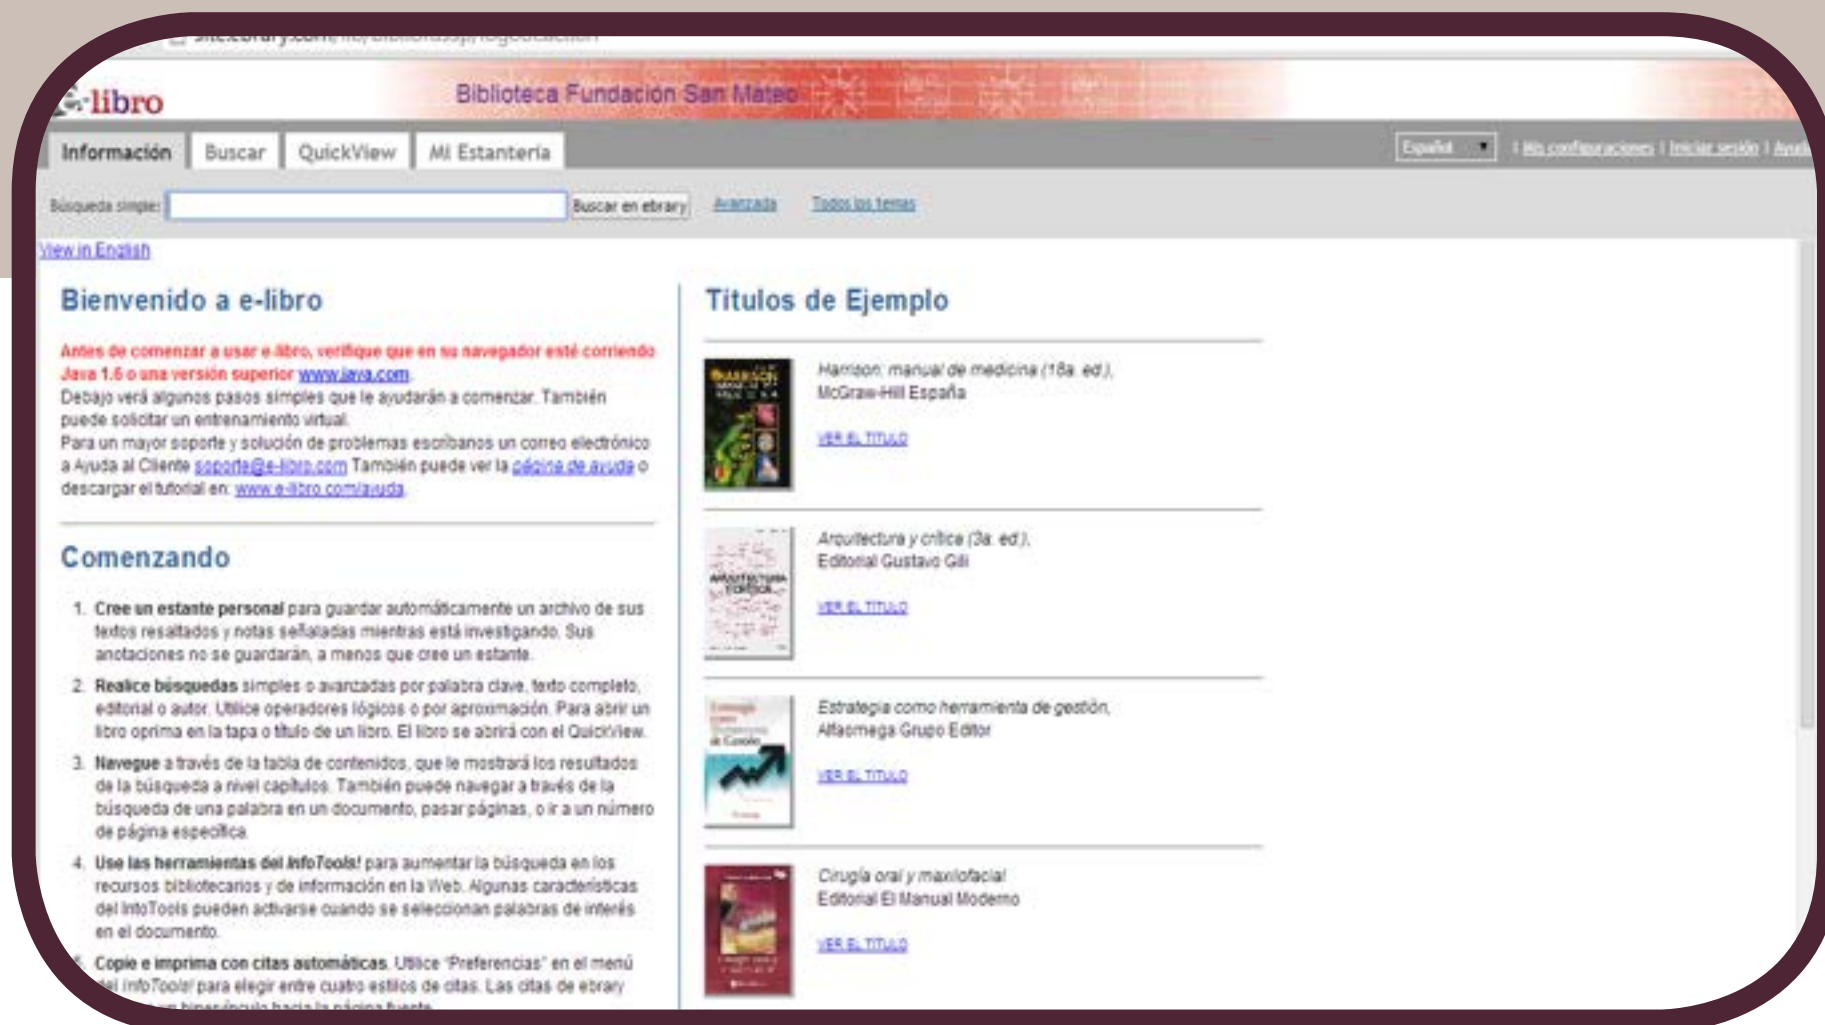 e-libro
Biblioteca Fundación San Mateo
Información
Buscar
QuickView
Mi Estantería
Español
| Mis configuraciones | Iniciar sesión | Ayuda
Búsqueda simple:
Buscar en ebrary
Avanzada
Todos los temas
View in English
Bienvenido a e-libro
Antes de comenzar a usar e-libro, verifique que en su navegador esté corriendo
Java 1.6 o una versión superior www.java.com.
Debajo verá algunos pasos simples que le ayudarán a comenzar. También
puede solicitar un entrenamiento virtual.
Para un mayor soporte y solución de problemas escríbanos un correo electrónico
a Ayuda al Cliente soporte@e-libro.com También puede ver la página de ayuda o
descargar el tutorial en: www.e-libro.com/ayuda.
Comenzando
1. Cree un estante personal para guardar automáticamente un archivo de sus
textos resaltados y notas señaladas mientras está investigando. Sus
anotaciones no se guardarán, a menos que cree un estante.
2. Realice búsquedas simples o avanzadas por palabra clave, texto completo,
editorial o autor. Utilice operadores lógicos o por aproximación. Para abrir un
libro oprima en la tapa o título de un libro. El libro se abrirá con el QuickView.
3. Navegue a través de la tabla de contenidos, que le mostrará los resultados
de la búsqueda a nivel capítulos. También puede navegar a través de la
búsqueda de una palabra en un documento, pasar páginas, o ir a un número
de página específica.
4. Use las herramientas del InfoTools! para aumentar la búsqueda en los
recursos bibliotecarios y de información en la Web. Algunas características
del InfoTools pueden activarse cuando se seleccionan palabras de interés
en el documento.
Copie e imprima con citas automáticas. Utilice "Preferencias" en el menú
del InfoTools! para elegir entre cuatro estilos de citas. Las citas de ebrary
un hipervínculo hacia la página fuente.
Títulos de Ejemplo
Harrison: manual de medicina (18a. ed.),
McGraw-Hill España
VER EL TITULO
Arquitectura y crítica (3a. ed.),
Editorial Gustavo Gili
VER EL TITULO
Estrategia como herramienta de gestión,
Alfaomega Grupo Editor
VER EL TITULO
Cirugía oral y maxilofacial
Editorial El Manual Moderno
VER EL TITULO